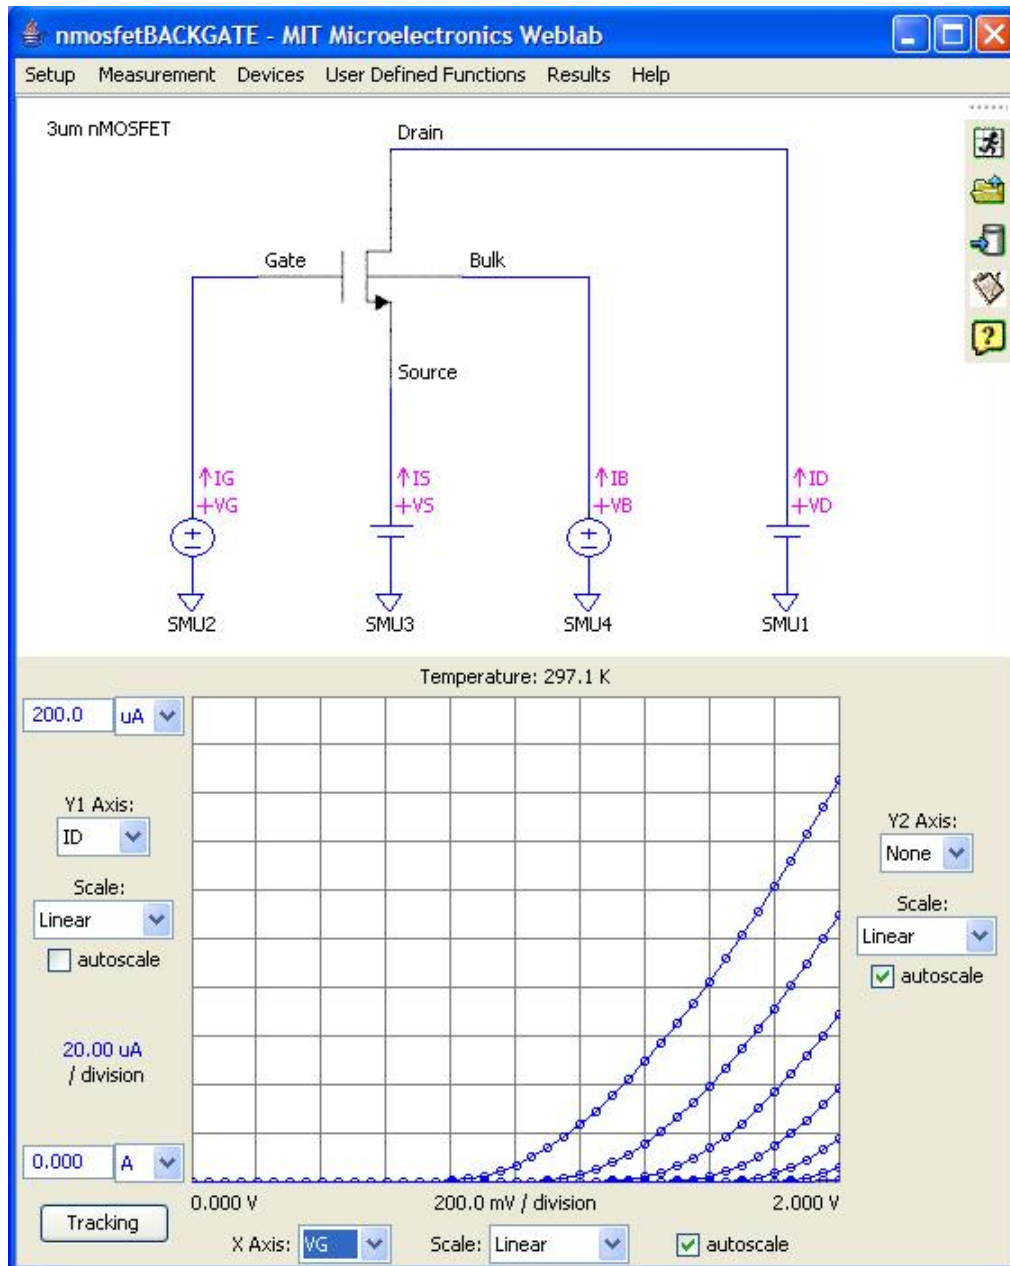 nmosfetBACKGATE - MIT Microelectronics Weblab
Setup Measurement Devices User Defined Functions Results Help
3um nMOSFET
Drain
Gate
Bulk
Source
IG
+VG
IS
+VS
IB
+VB
ID
+VD
SMU2
SMU3
SMU4
SMU1
Temperature: 297.1 K
200.0 uA
Y1 Axis:
ID
Scale:
Linear
autoscale
20.00 uA
/ division
0.000 A
Tracking
Y2 Axis:
None
Scale:
Linear
autoscale
0.000 V 200.0 mV / division 2.000 V
X Axis: VG Scale: Linear autoscale